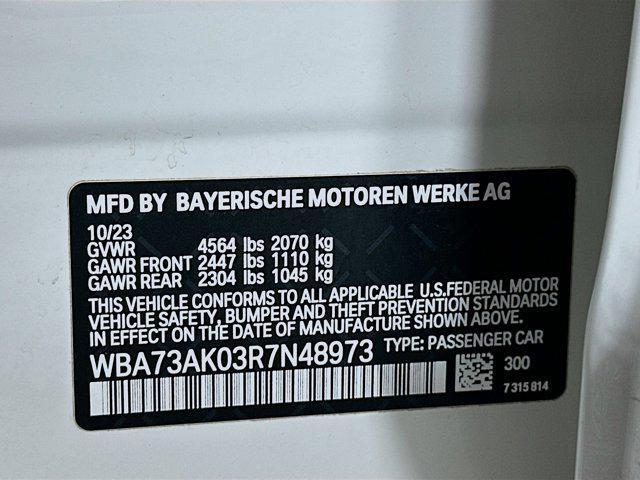 MFD BY BAYERISCHE MOTOREN WERKE AG
10/23
GVWR 4564 lbs 2070 kg
GAWR FRONT 2447 lbs 1110 kg
GAWR REAR 2304 lbs 1045 kg
THIS VEHICLE CONFORMS TO ALL APPLICABLE U.S.FEDERAL MOTOR
VEHICLE SAFETY, BUMPER AND THEFT PREVENTION STANDARDS
IN EFFECT ON THE DATE OF MANUFACTURE SHOWN ABOVE.
WBA73AK03R7N48973 TYPE: PASSENGER CAR
300
7 315 814